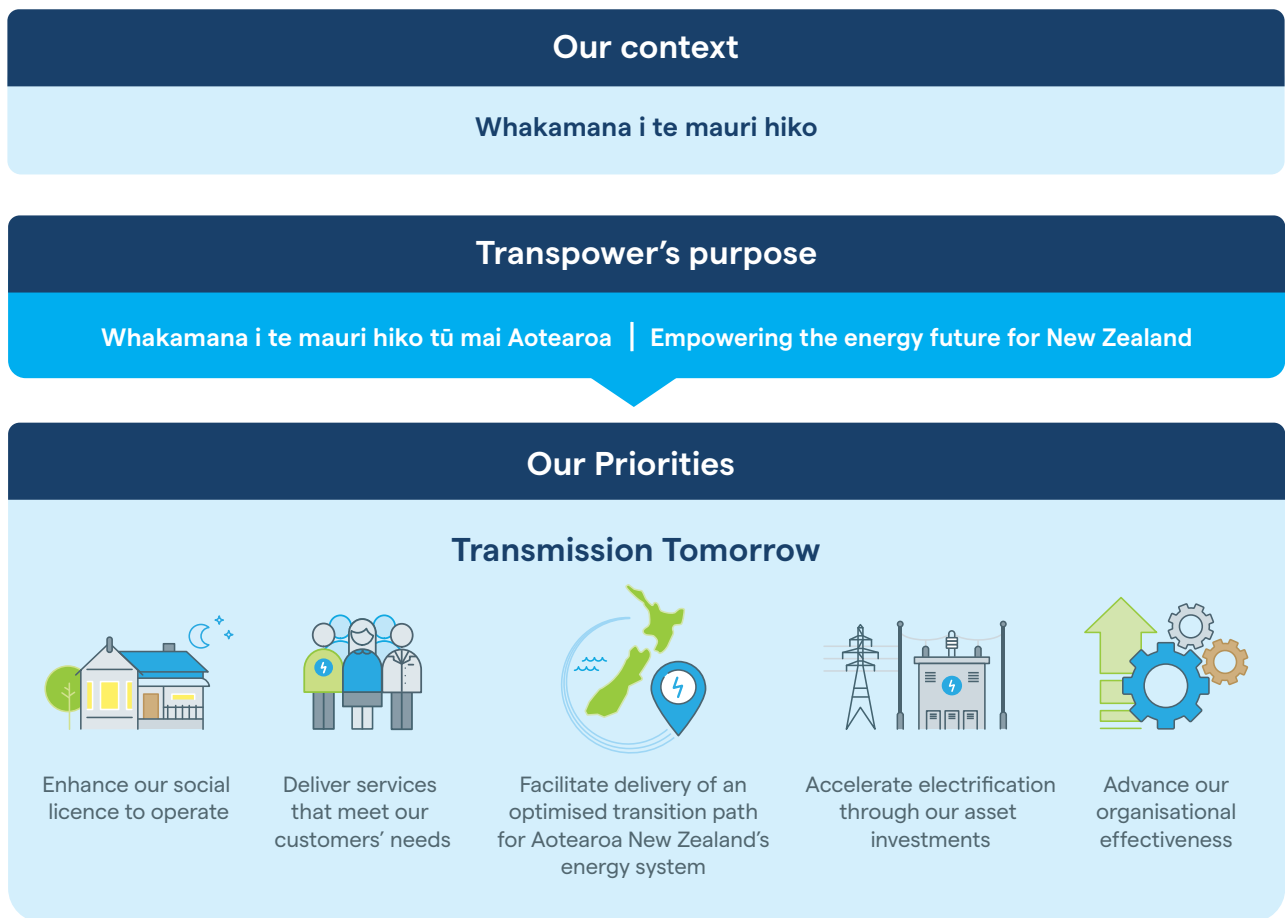 Our context
Whakamana i te mauri hiko
Transpower’s purpose
Whakamana i te mauri hiko tū mai Aotearoa | Empowering the energy future for New Zealand
Our Priorities
Transmission Tomorrow
Enhance our social
licence to operate
Deliver services
that meet our
customers’ needs
Facilitate delivery of an
optimised transition path
for Aotearoa New Zealand’s
energy system
Accelerate electrification
through our asset
investments
Advance our
organisational
effectiveness